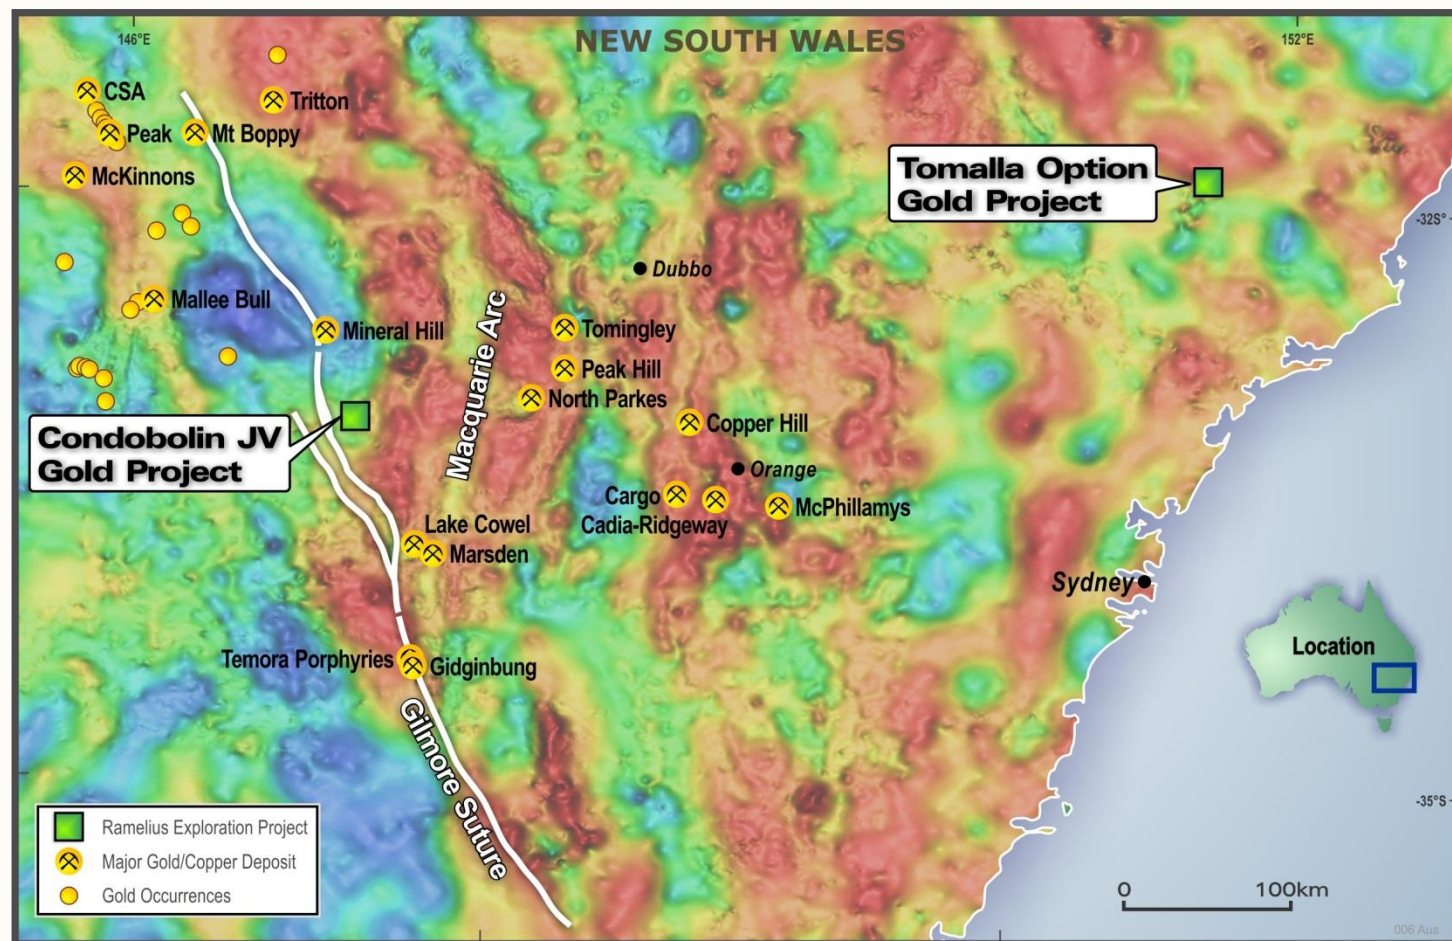 NEW SOUTH WALES
146°E
152°E
CSA
Tritton
Peak
Mt Boppy
McKinnons
Tomalla Option
Gold Project
-32S°
Dubbo
Mallee Bull
Mineral Hill
Macquarie Arc
Tomingley
Peak Hill
North Parkes
Copper Hill
Condobolin JV
Gold Project
Orange
Cargo
Cadia-Ridgeway
McPhillamys
Lake Cowel
Marsden
Sydney
Temora Porphyries
Gidginbung
Gilmore Suture
Location
-35°S
Ramelius Exploration Project
Major Gold/Copper Deposit
Gold Occurrences
0
100km
006 Aus